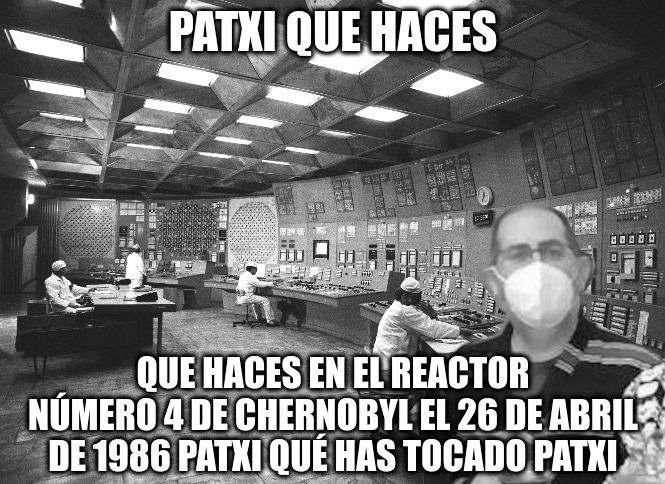 PATXI QUE HACES
QUE HACES EN EL REACTOR
NÚMERO 4 DE CHERNOBYL EL 26 DE ABRIL
DE 1986 PATXI QUÉ HAS TOCADO PATXI